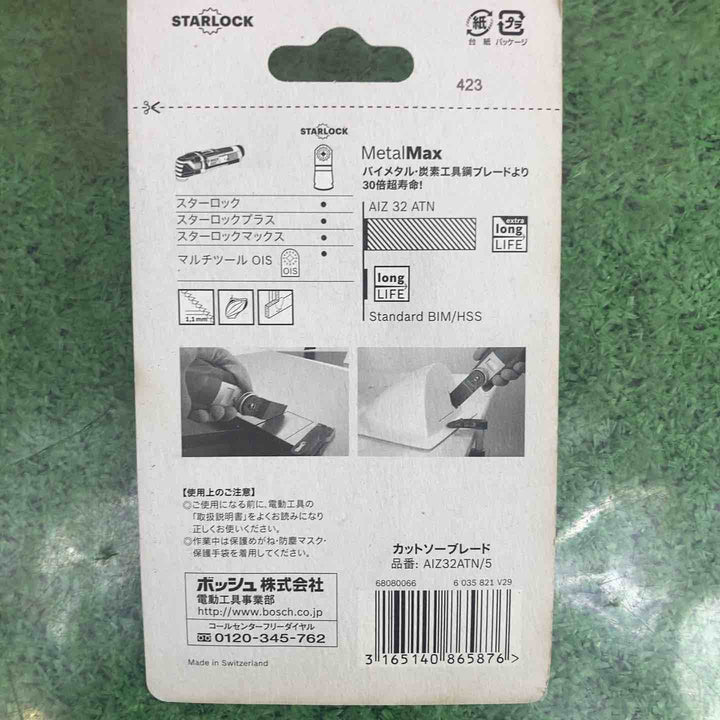 STARLOCK
紙
プラ
台 紙 パッケージ
423
STARLOCK
スターロック
スターロックプラス
スターロックマックス
マルチツール OIS
OIS
1,1mm
MetalMax
バイメタル・炭素工具鋼ブレードより
30倍超寿命!
AIZ 32 ATN
extra
long
LIFE
long
LIFE
Standard BIM/HSS
【使用上のご注意】
◎ご使用になる前に、電動工具の
「取扱説明書」をよくお読みになり
正しくお使いください。
◎作業中は保護めがね・防塵マスク・
保護手袋を着用してください。
ボッシュ株式会社
電動工具事業部
http://www.bosch.co.jp
コールセンターフリーダイヤル
0120-345-762
Made in Switzerland
カットソーブレード
品番: AIZ32ATN/5
68080066 6 035 821 V29
3 165140 865876 >